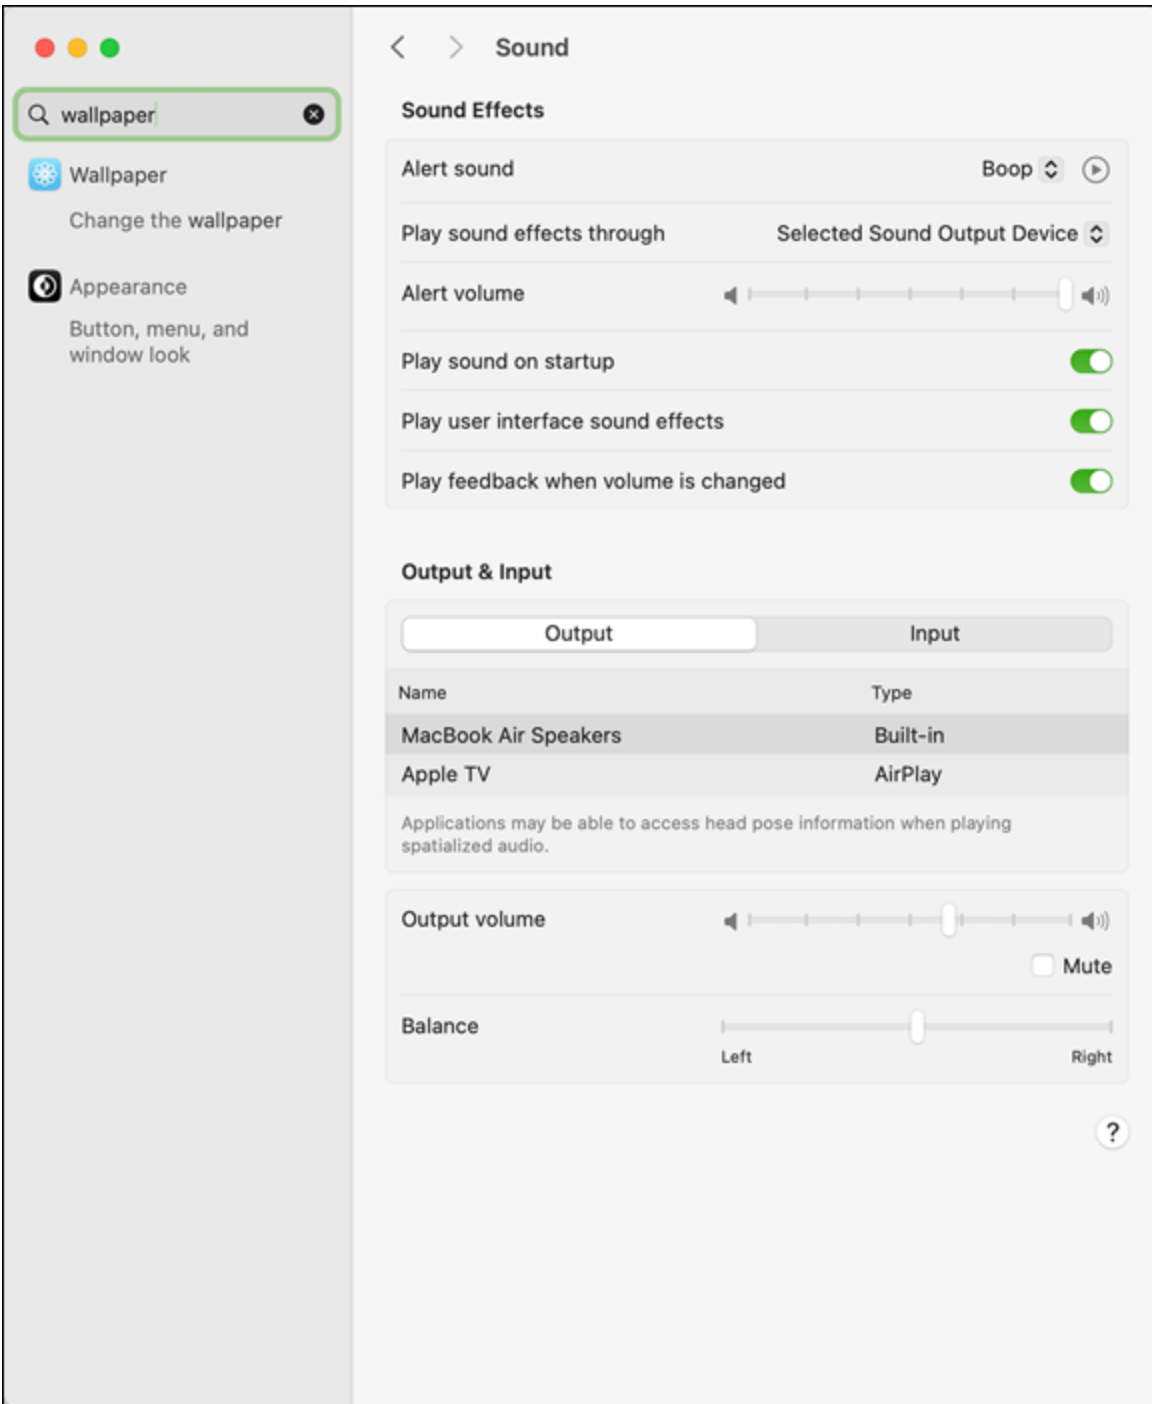 Sound
wallpaper
Wallpaper
Change the wallpaper
Appearance
Button, menu, and
window look
Sound Effects
Alert sound Boop
Play sound effects through Selected Sound Output Device
Alert volume
Play sound on startup
Play user interface sound effects
Play feedback when volume is changed
Output & Input
Output Input
Name Type
MacBook Air Speakers Built-in
Apple TV AirPlay
Applications may be able to access head pose information when playing
spatialized audio.
Output volume
Mute
Balance
Left Right
?